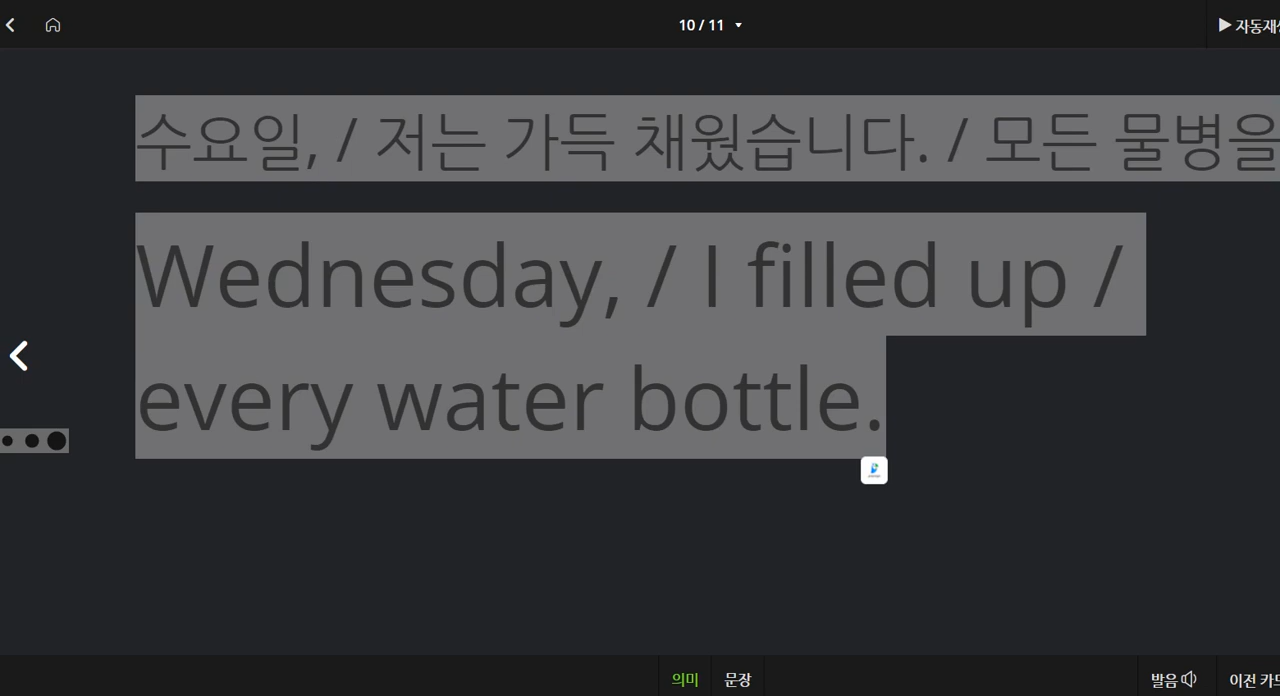 10 / 11
자동재생
수요일, / 저는 가득 채웠습니다. / 모든 물병을
Wednesday, / I filled up /
every water bottle.
의미
문장
발음
이전